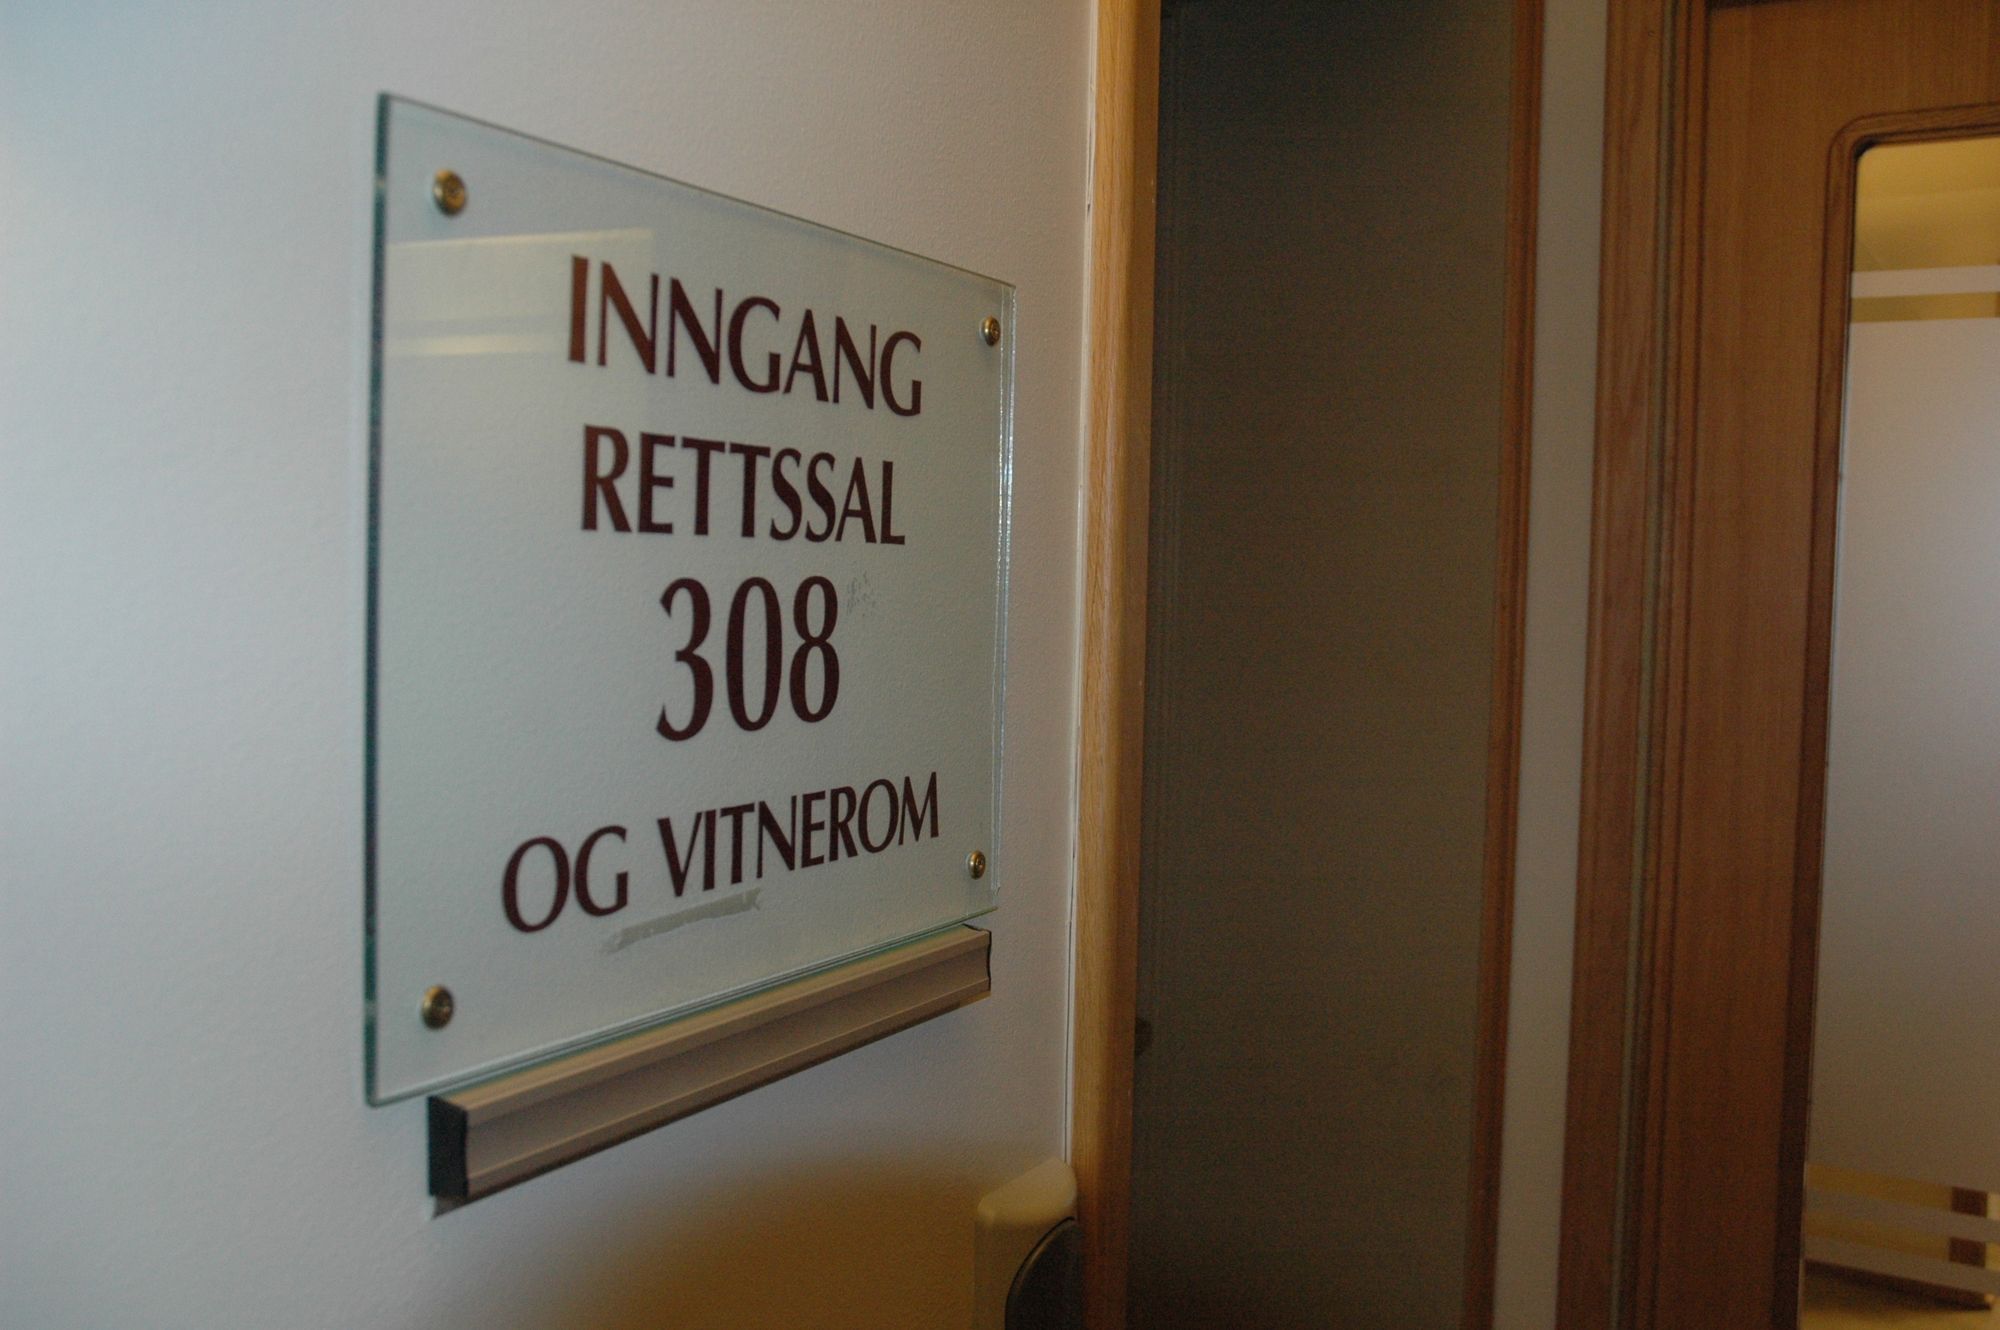 INNGANG
RETTSSAL
308
OG VITNEROM